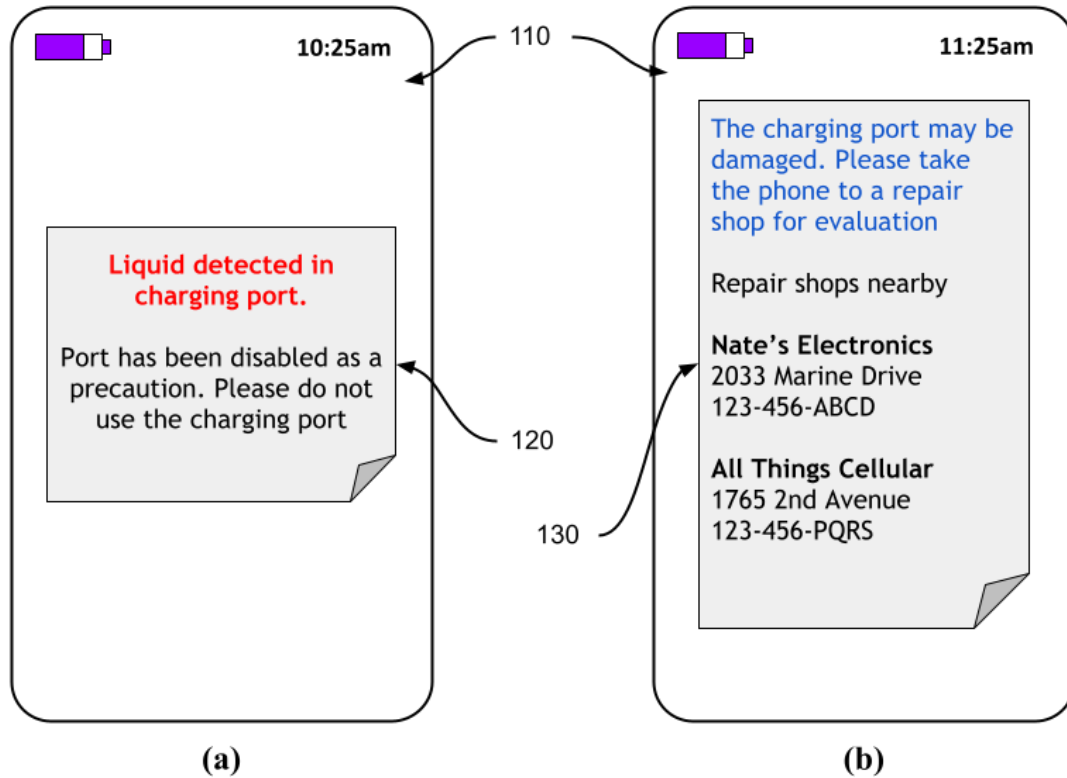 10:25am
Liquid detected in
charging port.
Port has been disabled as a
precaution. Please do not
use the charging port
(a)
110
120
130
11:25am
The charging port may be
damaged. Please take
the phone to a repair
shop for evaluation
Repair shops nearby
Nate's Electronics
2033 Marine Drive
123-456-ABCD
All Things Cellular
1765 2nd Avenue
123-456-PQRS
(b)